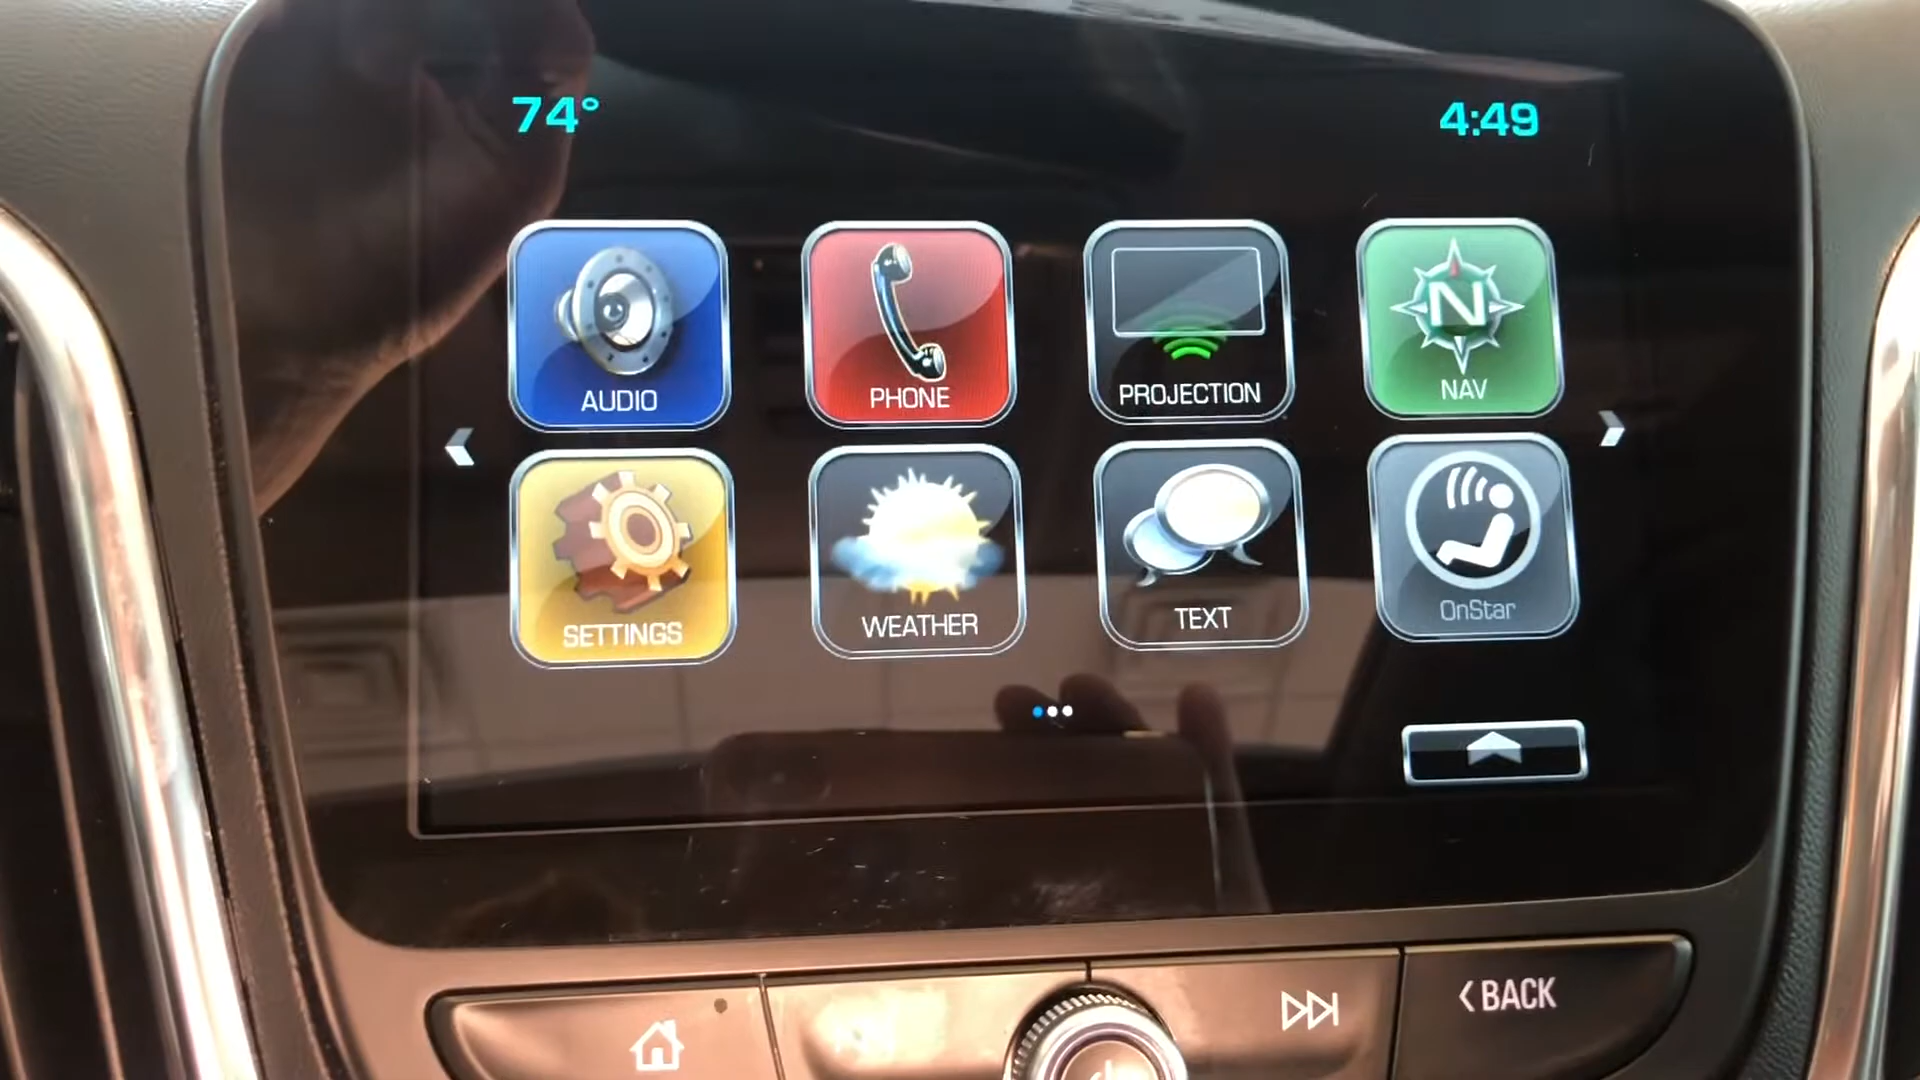 74°
4:49
AUDIO
PHONE
PROJECTION
N
NAV
SETTINGS
WEATHER
TEXT
OnStar
BACK